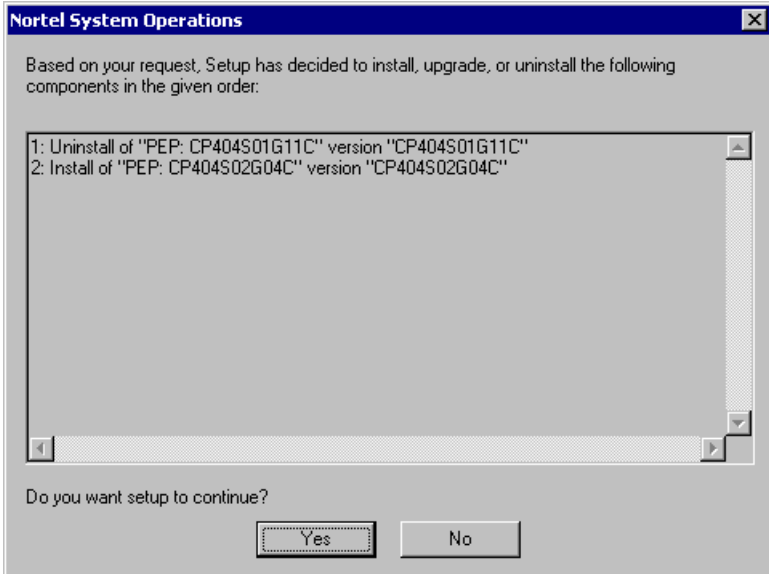 Nortel System Operations
Based on your request, Setup has decided to install, upgrade, or uninstall the following
components in the given order:
1: Uninstall of "PEP: CP404S01G11C" version "CP404S01G11C"
2: Install of "PEP: CP404S02G04C" version "CP404S02G04C"
Do you want setup to continue?
Yes
No